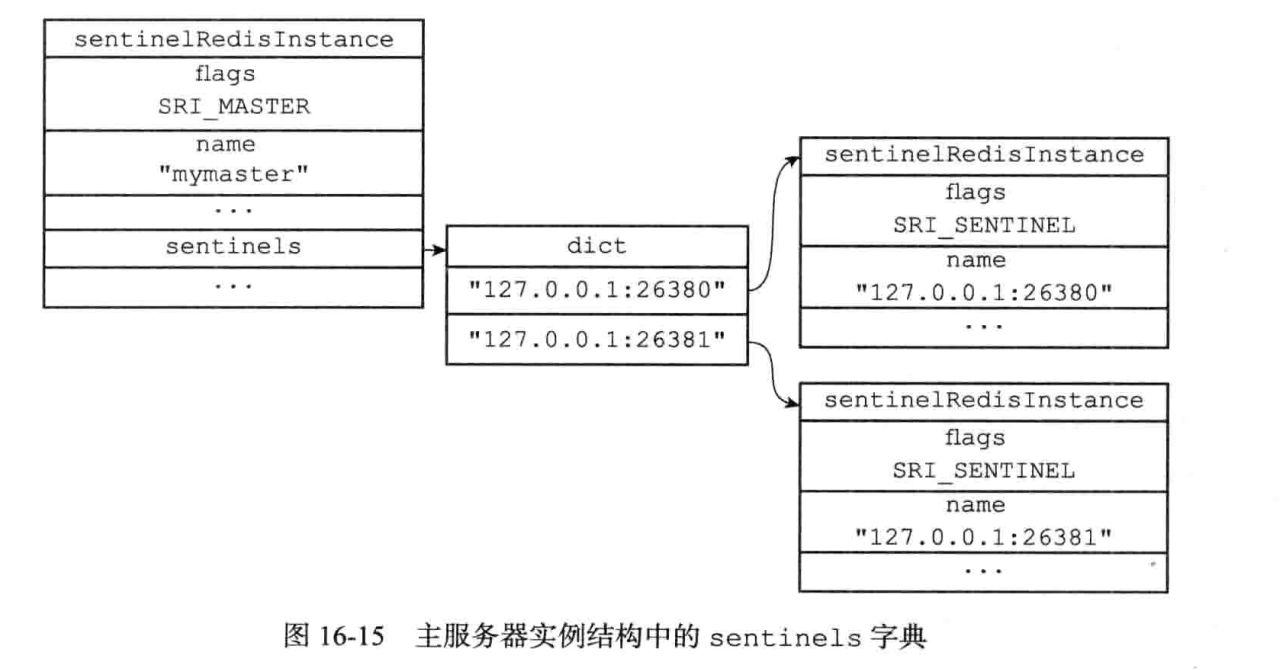 sentinelRedisInstance
flags
SRI_MASTER
name
"mymaster"
...
sentinels
...
dict
"127.0.0.1:26380"
"127.0.0.1:26381"
sentinelRedisInstance
flags
SRI_SENTINEL
name
"127.0.0.1:26380"
...
sentinelRedisInstance
flags
SRI_SENTINEL
name
"127.0.0.1:26381"
...
图 16-15 主服务器实例结构中的 sentinels 字典